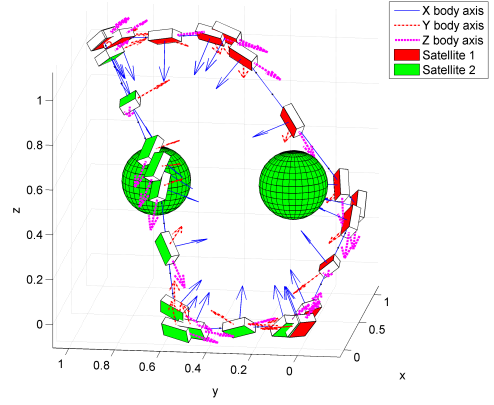 X body axis
Y body axis
Z body axis
Satellite 1
Satellite 2
1
0.8
0.6
0.4
0.2
0
z
1
0.8
0.6
0.4
0.2
0
y
0
0.5
1
x